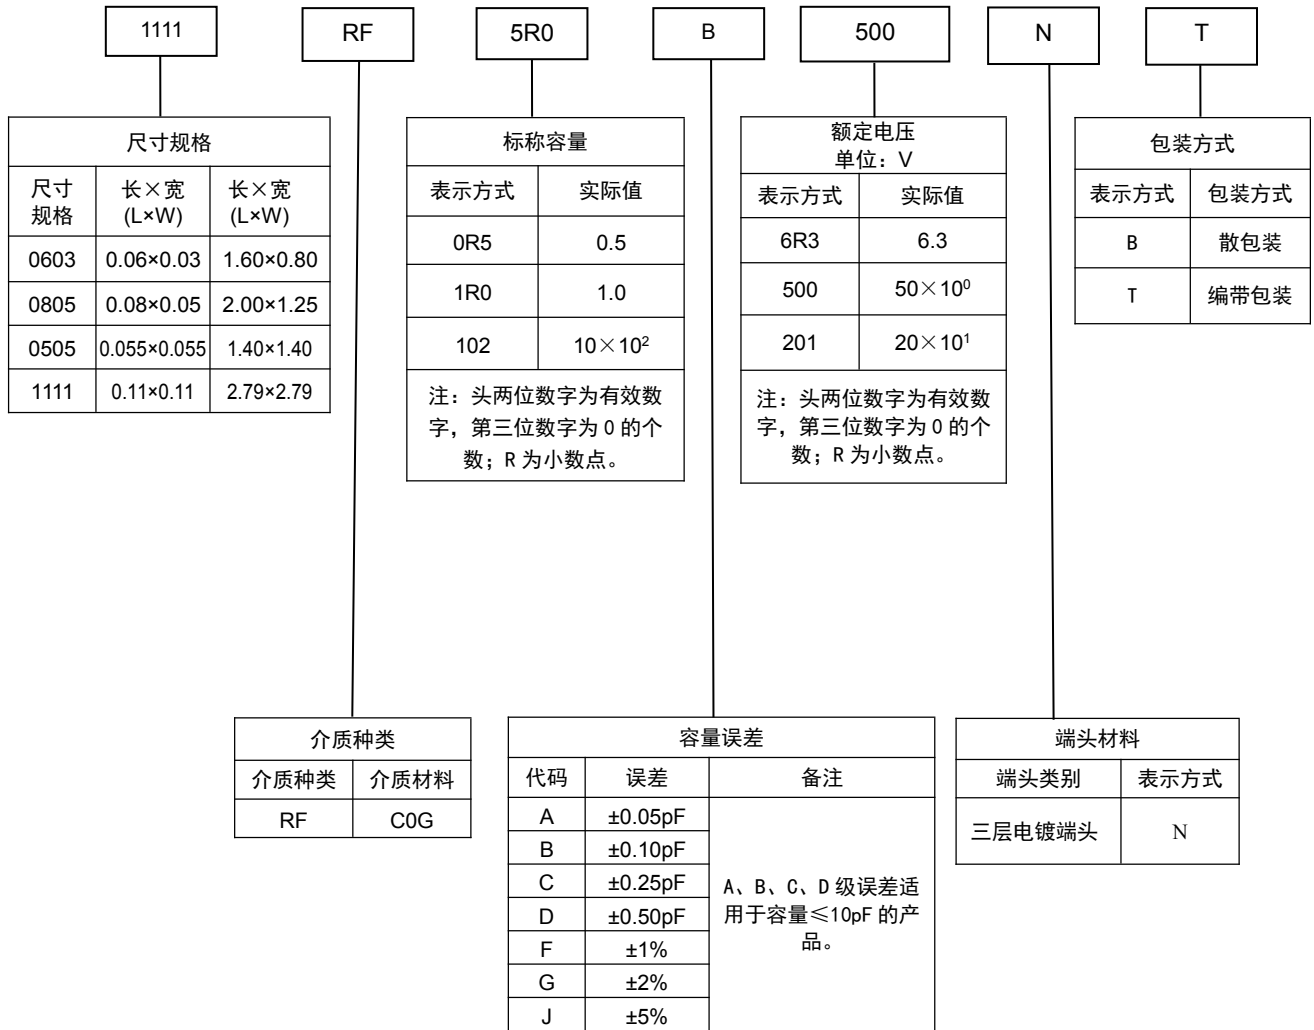 1111 RF 5R0 B 500 N T
尺寸规格
尺寸规格 长×宽(L×W) 长×宽(L×W)
0603 0.06×0.03 1.60×0.80
0805 0.08×0.05 2.00×1.25
0505 0.055×0.055 1.40×1.40
1111 0.11×0.11 2.79×2.79
标称容量
表示方式 实际值
0R5 0.5
1R0 1.0
102 10×10²
注：头两位数字为有效数
字，第三位数字为 0 的个
数；R 为小数点。
额定电压
单位：V
表示方式 实际值
6R3 6.3
500 50×10⁰
201 20×10¹
注：头两位数字为有效数
字，第三位数字为 0 的个
数；R 为小数点。
包装方式
表示方式 包装方式
B 散包装
T 编带包装
介质种类
介质种类 介质材料
RF C0G
容量误差
代码 误差 备注
A ±0.05pF
B ±0.10pF
C ±0.25pF
D ±0.50pF
F ±1%
G ±2%
J ±5%
A、B、C、D 级误差适
用于容量≤10pF 的产
品。
端头材料
端头类别 表示方式
三层电镀端头 N